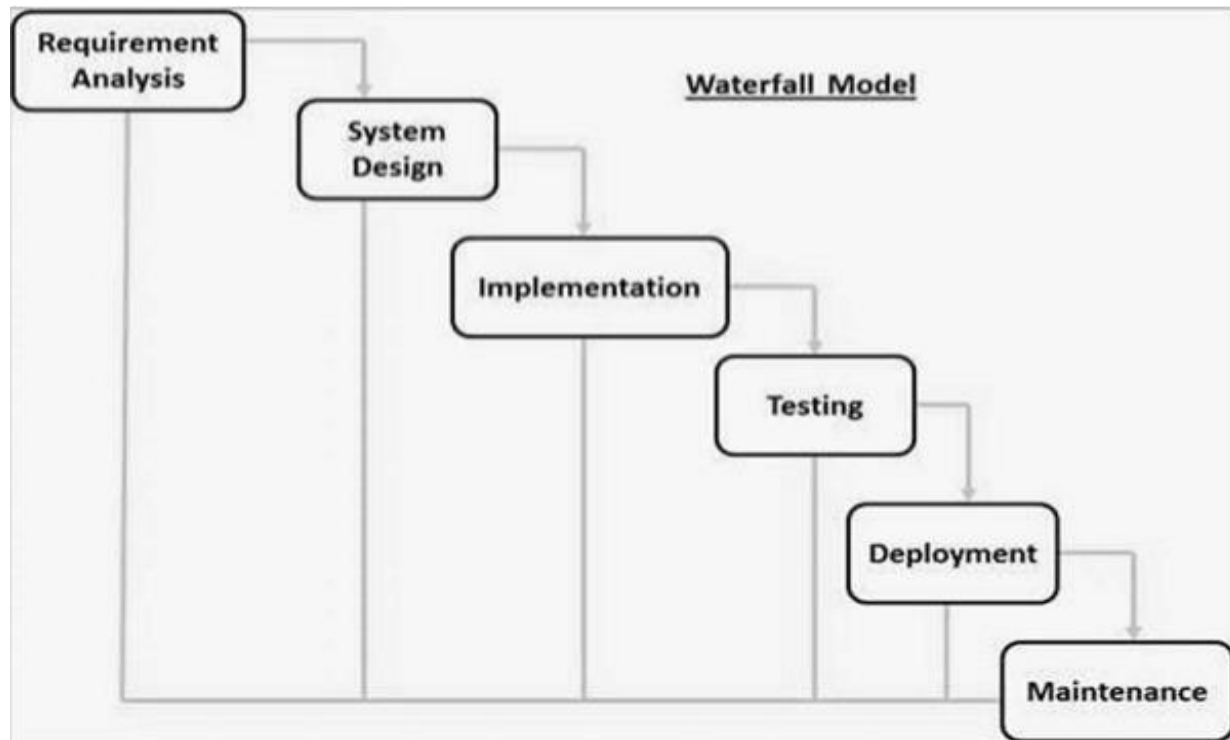 Requirement
Analysis
Waterfall Model
System
Design
Implementation
Testing
Deployment
Maintenance